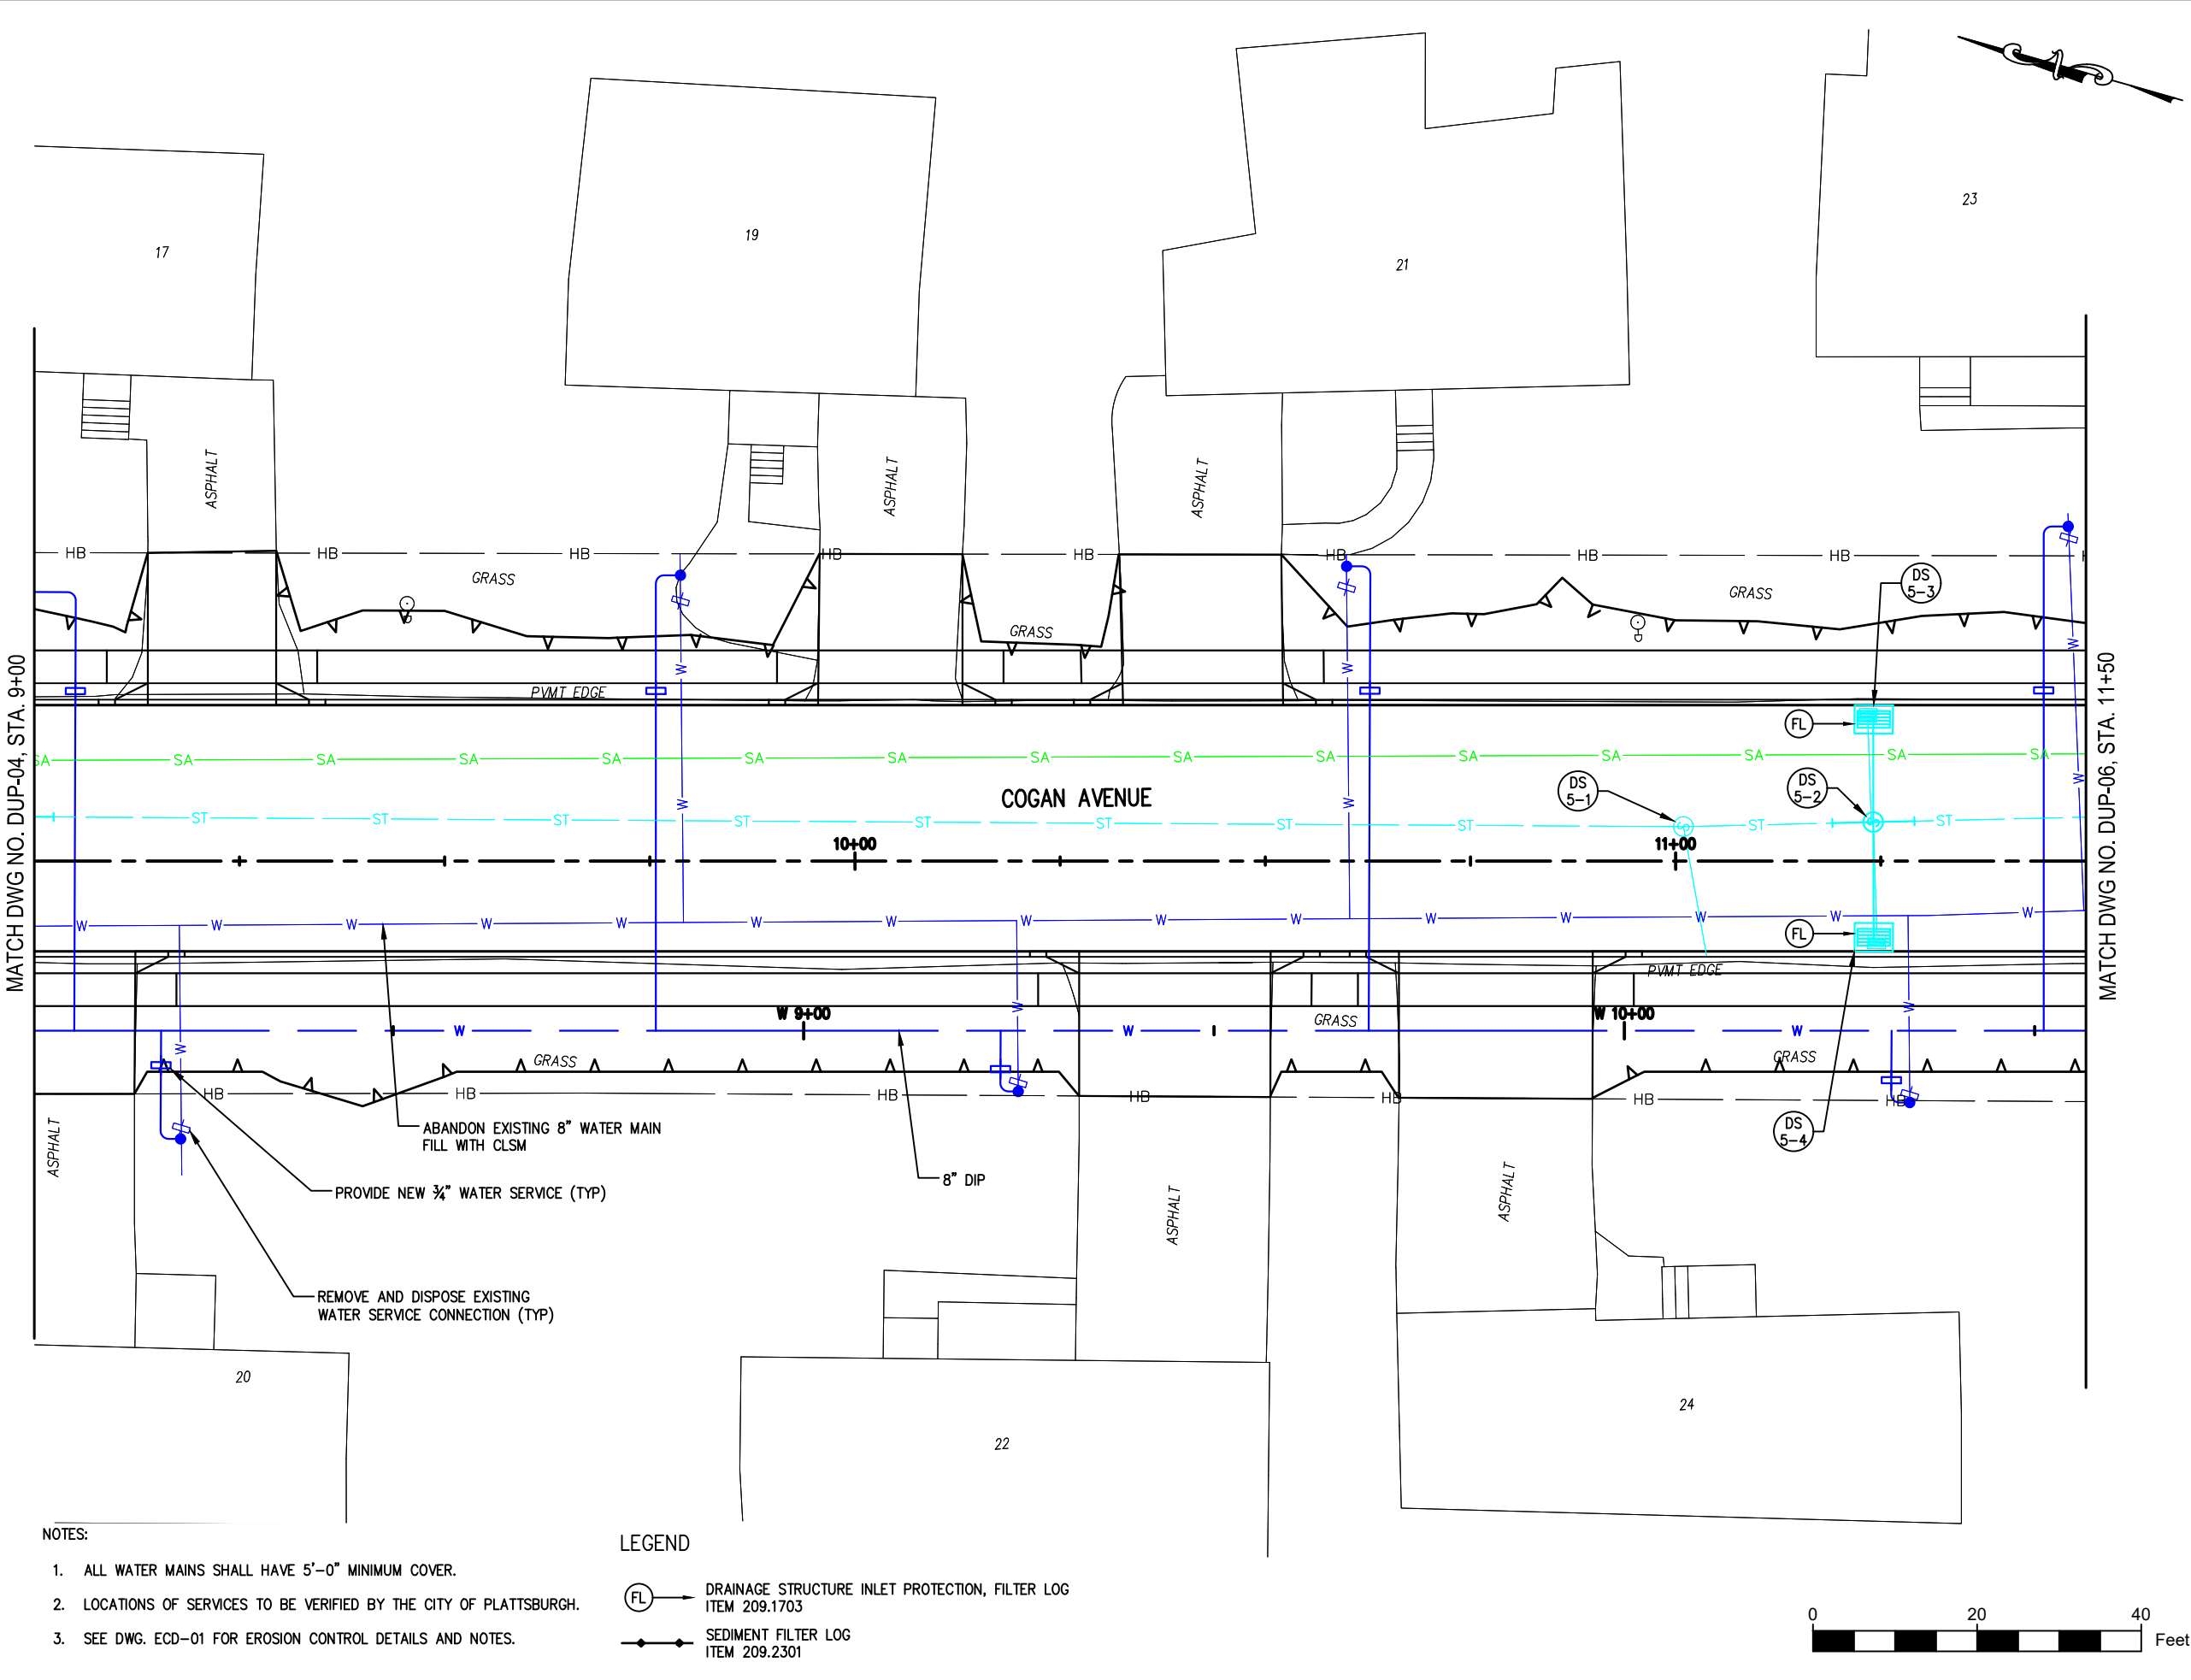 17
19
21
23
ASPHALT
ASPHALT
ASPHALT
HB HB HB HB HB HB HB HB
GRASS
GRASS
GRASS
DS
5-3
PVMT EDGE
FL
W W W W
SA SA SA SA SA SA SA SA SA SA SA SA SA SA SA
W W W
COGAN AVENUE
DS
5-1
DS
5-2
ST ST ST ST ST ST ST ST ST ST
10+00
11+00
W W W W W W W W W W W W W W W
FL
PVMT EDGE
W 9+00
W 10+00
GRASS
W W W
W W W
GRASS
GRASS
HB HB HB HB HB HB HB
MATCH DWG NO. DUP-04, STA. 9+00
MATCH DWG NO. DUP-06, STA. 11+50
DS
5-4
ABANDON EXISTING 8" WATER MAIN
FILL WITH CLSM
8" DIP
PROVIDE NEW ¾" WATER SERVICE (TYP)
ASPHALT
ASPHALT
ASPHALT
REMOVE AND DISPOSE EXISTING
WATER SERVICE CONNECTION (TYP)
20
22
24
NOTES:
1. ALL WATER MAINS SHALL HAVE 5'-0" MINIMUM COVER.
2. LOCATIONS OF SERVICES TO BE VERIFIED BY THE CITY OF PLATTSBURGH.
3. SEE DWG. ECD-01 FOR EROSION CONTROL DETAILS AND NOTES.
LEGEND
FL DRAINAGE STRUCTURE INLET PROTECTION, FILTER LOG
ITEM 209.1703
SEDIMENT FILTER LOG
ITEM 209.2301
0 20 40
Feet